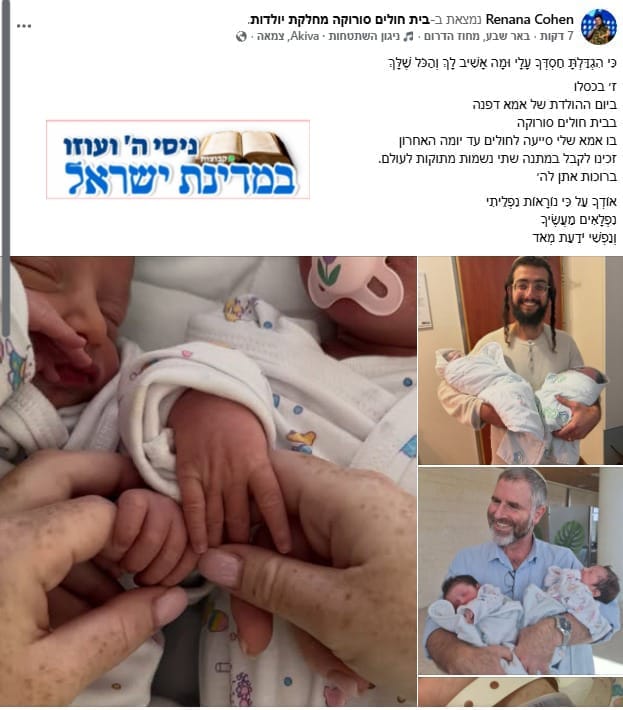 Renana Cohen נמצאת ב-בית חולים סורוקה מחלקת יולדות.
7 דקות · באר שבע, מחוז הדרום · ניגון השתטחות · Akiva, צמאה ·
כִּי הִגְדַּלְתָּ חַסְדְּךָ עָלַי וּמָה אָשִׁיב לָךְ וְהַכֹּל שֶׁלָּךְ
ז׳ בכסלו
ביום ההולדת של אמא דפנה
בבית חולים סורוקה
בו אמא שלי סייעה לחולים עד יומה האחרון
זכינו לקבל במתנה שתי נשמות מתוקות לעולם.
ברוכות אתן לה׳
אוֹדְךָ עַל כִּי נוֹרָאוֹת נִפְלֵיתִי
נִפְלָאִים מַעֲשֶׂיךָ
וְנַפְשִׁי יֹדַעַת מְאֹד
ניסי ה' ועוזו
קבוצות
במדינת ישראל